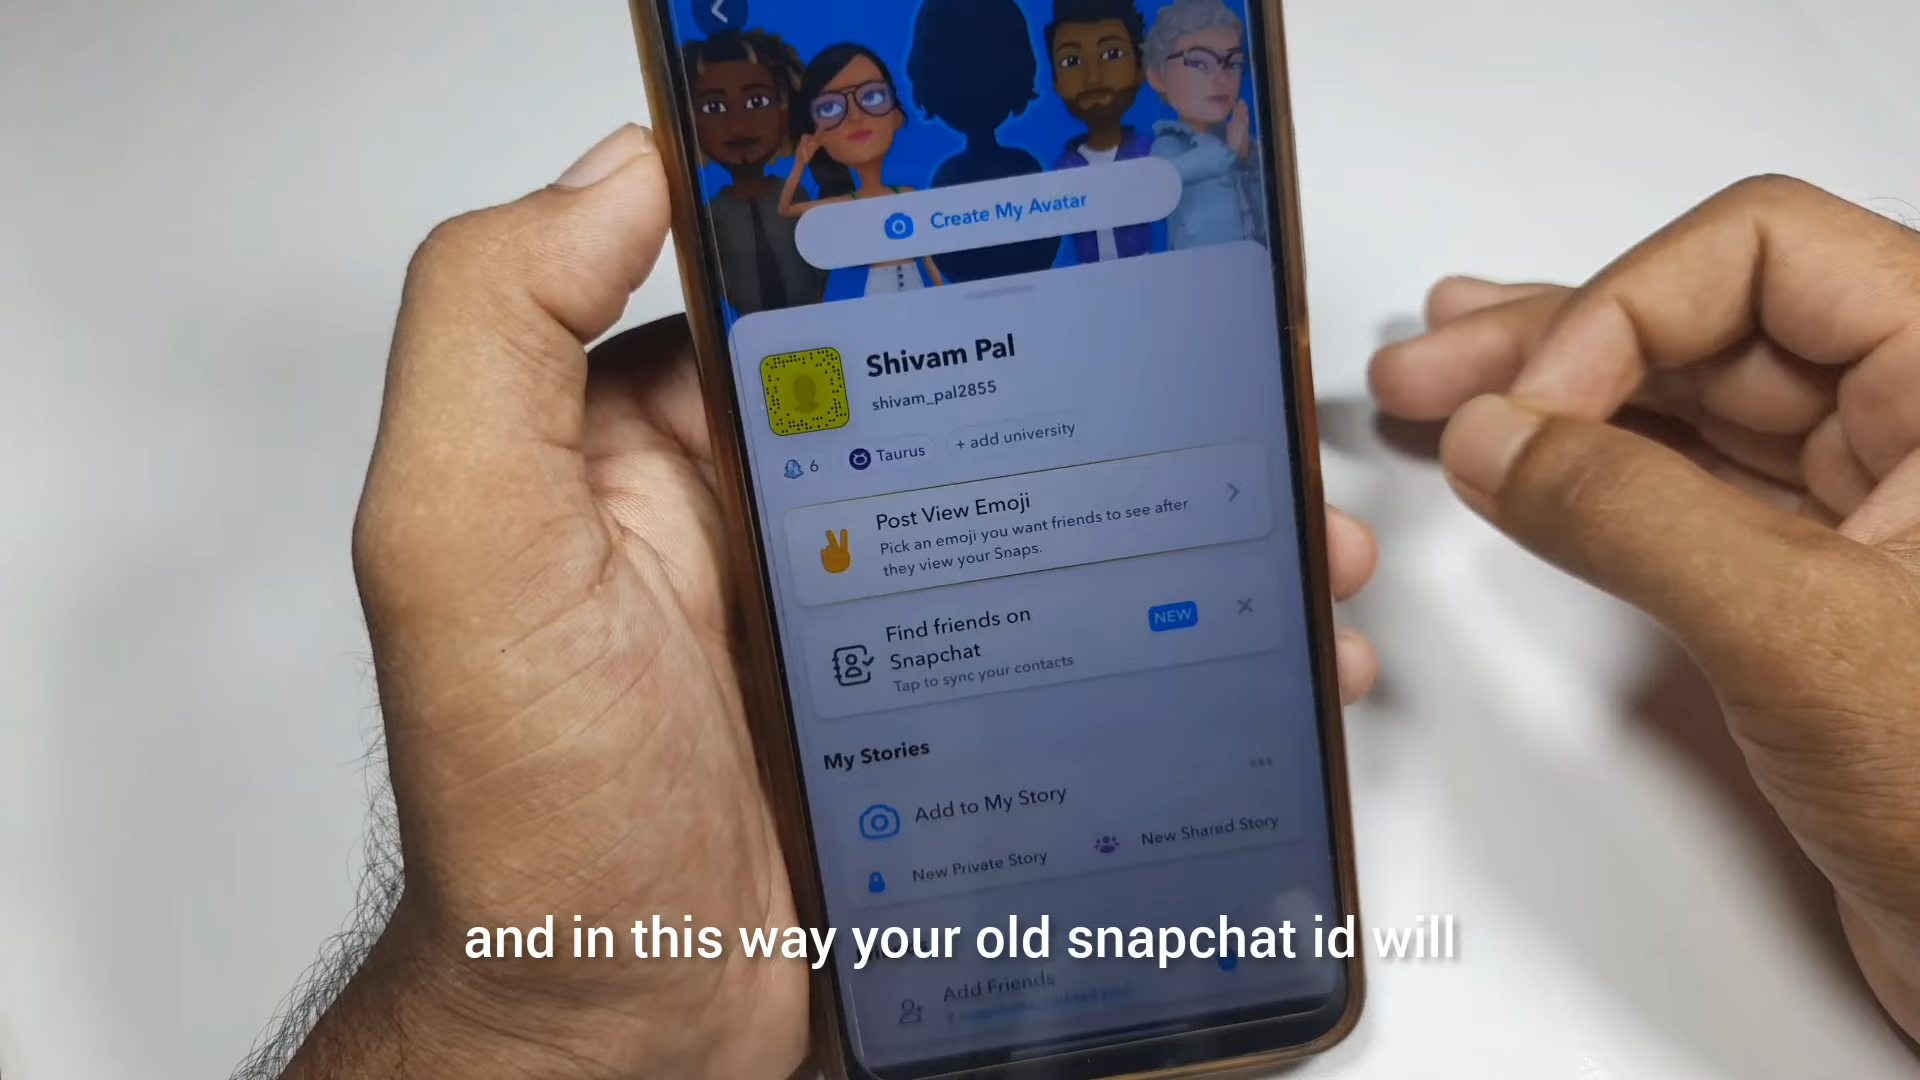 Create My Avatar
Shivam Pal
shivam_pal2855
6
Taurus
+ add university
Post View Emoji
Pick an emoji you want friends to see after
they view your Snaps.
Find friends on
Snapchat
NEW
Tap to sync your contacts
My Stories
Add to My Story
New Private Story
New Shared Story
and in this way your old snapchat id will
Add Friends